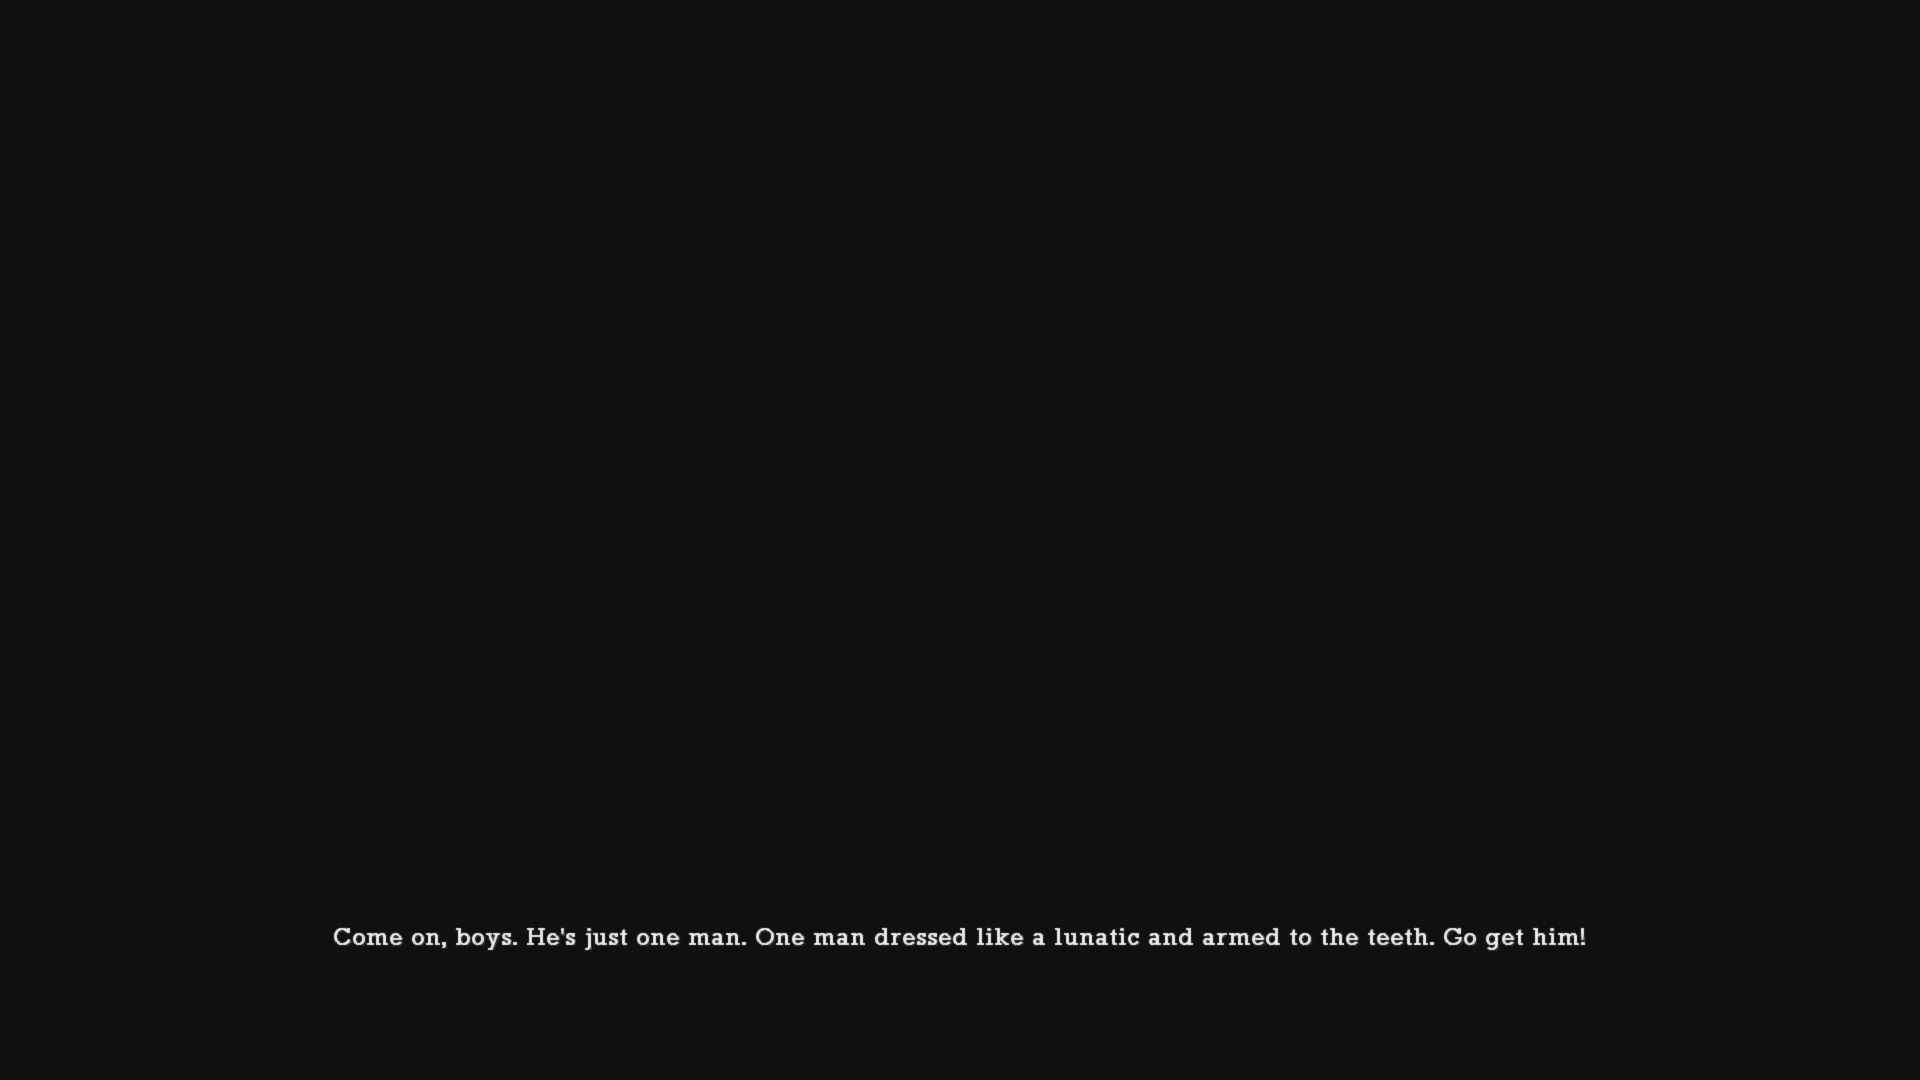 Come on, boys. He's just one man. One man dressed like a lunatic and armed to the teeth. Go get him!